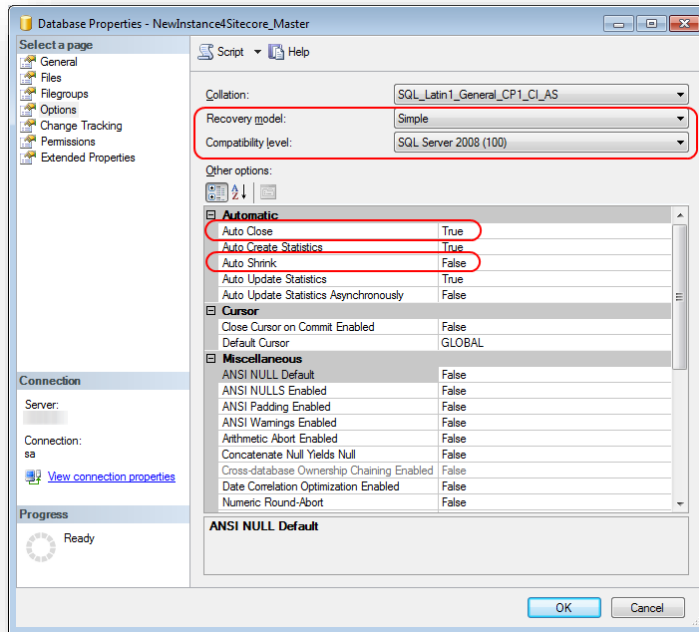 Database Properties - NewInstance4Sitecore_Master
Select a page
General
Files
Filegroups
Options
Change Tracking
Permissions
Extended Properties
Script Help
Collation: SQL_Latin1_General_CP1_CI_AS
Recovery model: Simple
Compatibility level: SQL Server 2008 (100)
Other options:
Automatic
Auto Close True
Auto Create Statistics True
Auto Shrink False
Auto Update Statistics True
Auto Update Statistics Asynchronously False
Cursor
Close Cursor on Commit Enabled False
Default Cursor GLOBAL
Miscellaneous
ANSI NULL Default False
ANSI NULLS Enabled False
ANSI Padding Enabled False
ANSI Warnings Enabled False
Arithmetic Abort Enabled False
Concatenate Null Yields Null False
Cross-database Ownership Chaining Enabled False
Date Correlation Optimization Enabled False
Numeric Round-Abort False
ANSI NULL Default
Connection
Server:
Connection:
sa
View connection properties
Progress
Ready
OK Cancel